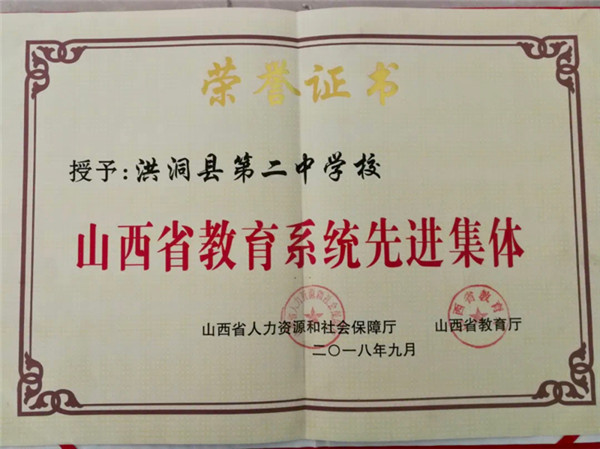 荣誉证书
授予:洪洞县第二中学校
山西省教育系统先进集体
山西省人力资源和社会保障厅 山西省教育厅
二〇一八年九月